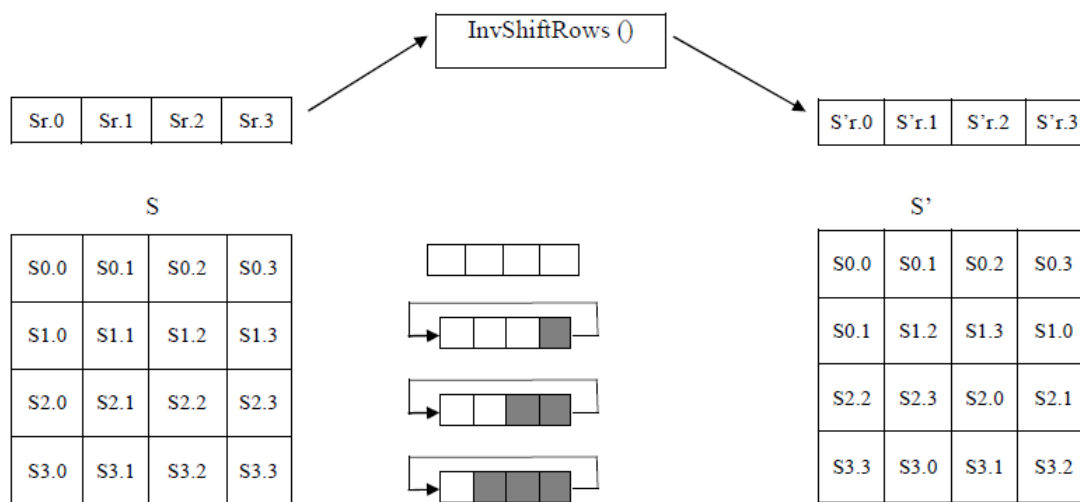 InvShiftRows ()
Sr.0 Sr.1 Sr.2 Sr.3
S'r.0 S'r.1 S'r.2 S'r.3
S
S’
S0.0 S0.1 S0.2 S0.3
S1.0 S1.1 S1.2 S1.3
S2.0 S2.1 S2.2 S2.3
S3.0 S3.1 S3.2 S3.3
S0.0 S0.1 S0.2 S0.3
S0.1 S1.2 S1.3 S1.0
S2.2 S2.3 S2.0 S2.1
S3.3 S3.0 S3.1 S3.2